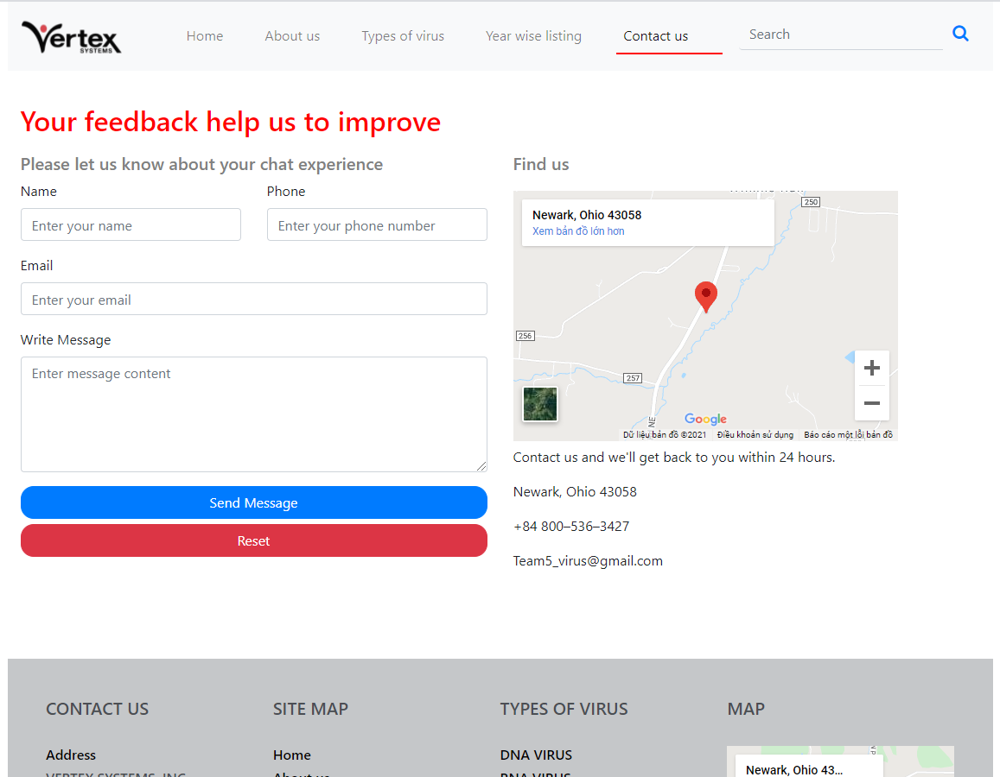 Vertex
SYSTEMS
Home
About us
Types of virus
Year wise listing
Contact us
Search
Your feedback help us to improve
Please let us know about your chat experience
Name
Phone
Enter your name
Enter your phone number
Email
Enter your email
Write Message
Enter message content
Send Message
Reset
Find us
250
Newark, Ohio 43058
Xem bản đồ lớn hơn
256
257
NE
Google
Dữ liệu bản đồ ©2021
Điều khoản sử dụng
Báo cáo một lỗi bản đồ
Contact us and we'll get back to you within 24 hours.
Newark, Ohio 43058
+84 800–536–3427
Team5_virus@gmail.com
CONTACT US
SITE MAP
TYPES OF VIRUS
MAP
Address
Home
DNA VIRUS
Newark, Ohio 43...
VERTEX SYSTEMS, INC
About us
RNA VIRUS